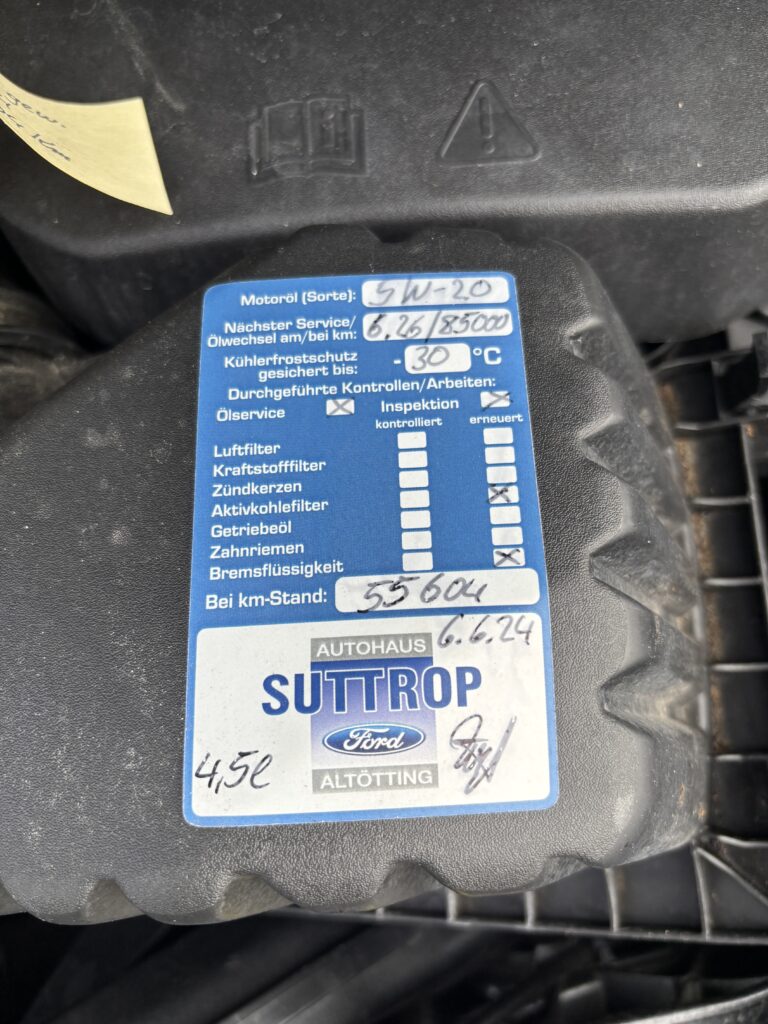 ew.
Km
Motoröl (Sorte): 5W-20
Nächster Service/
Ölwechsel am/bei km: 6.26/85000
Kühlerfrostschutz
gesichert bis: - 30 °C
Durchgeführte Kontrollen/Arbeiten:
Ölservice X Inspektion X
kontrolliert erneuert
Luftfilter
Kraftstofffilter
Zündkerzen X
Aktivkohlefilter
Getriebeöl
Zahnriemen
Bremsflüssigkeit X
Bei km-Stand: 55604
6.6.24
AUTOHAUS
SUTTROP
Ford
4,5l
ALTÖTTING